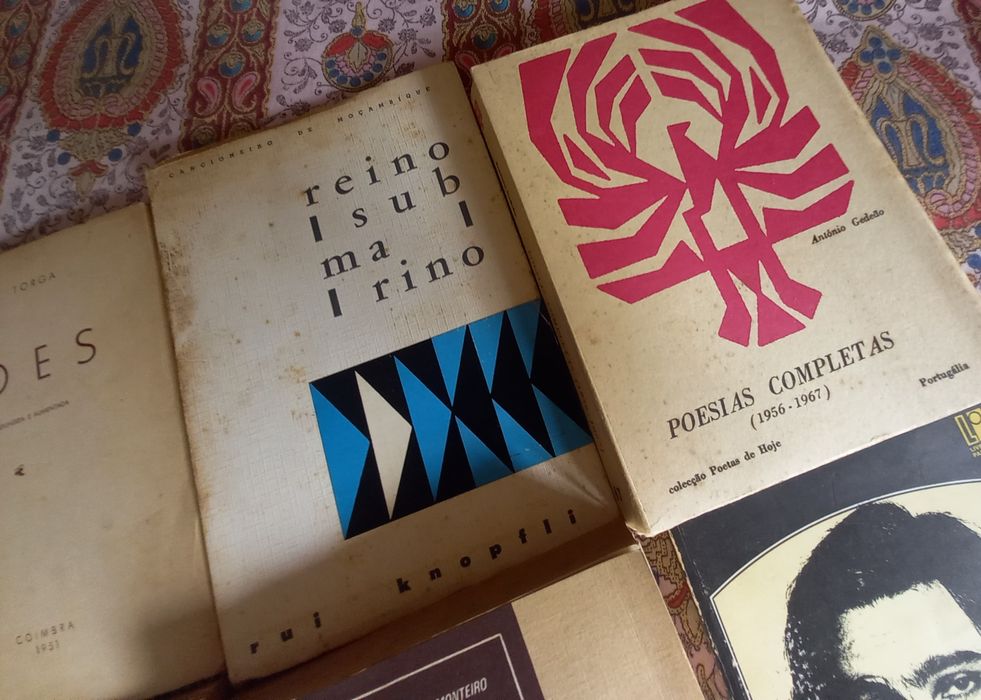 TORGA
ÕES
COIMBRA
1951
CANCIONEIRO DE MOÇAMBIQUE
reino
| sub
ma |
| rino
rui knopfli
António Gedeão
POESIAS COMPLETAS
(1956-1967)
colecção Poetas de Hoje
Portugália
MONTEIRO